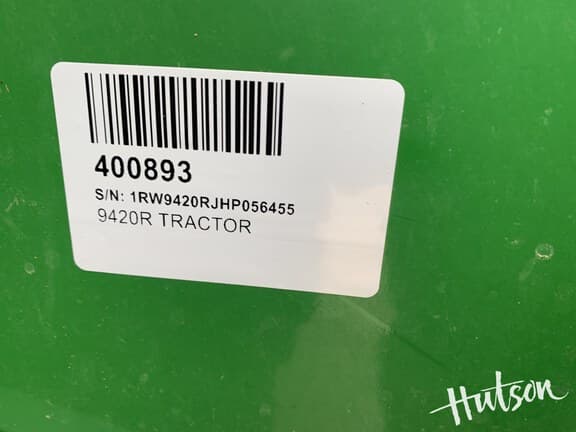 400893
S/N: 1RW9420RJHP056455
9420R TRACTOR
Hutson